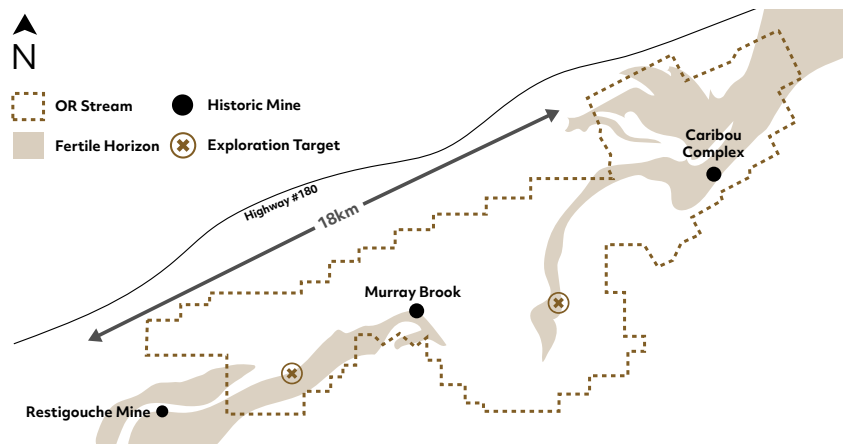 N
OR Stream
Historic Mine
Fertile Horizon
Exploration Target
Caribou
Complex
Highway #180
18km
Murray Brook
Restigouche Mine